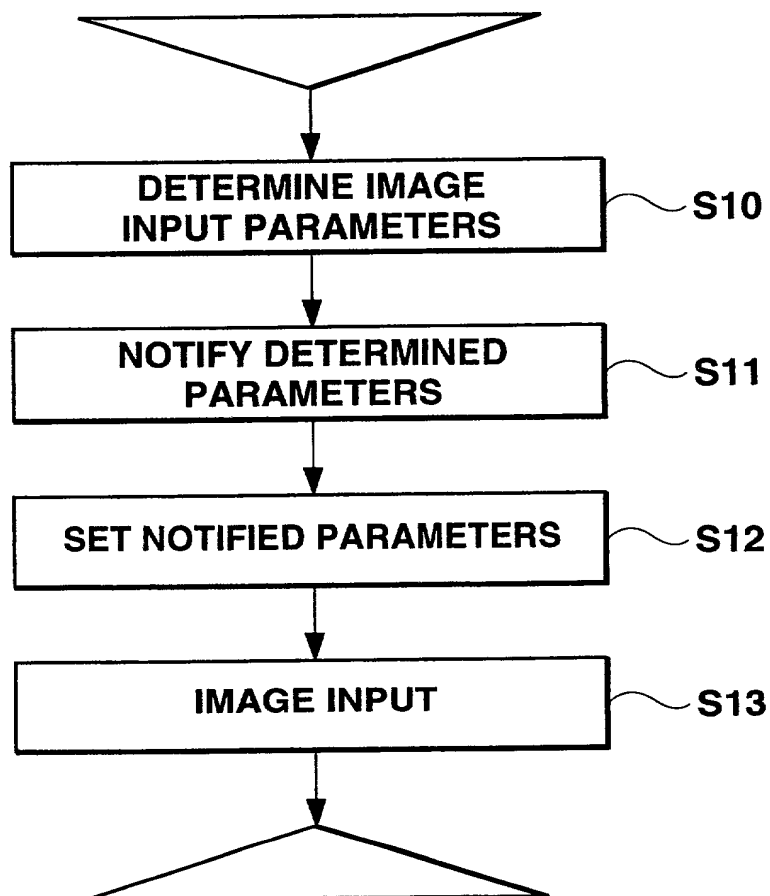 DETERMINE IMAGE
INPUT PARAMETERS
S10
NOTIFY DETERMINED
PARAMETERS
S11
SET NOTIFIED PARAMETERS
S12
IMAGE INPUT
S13